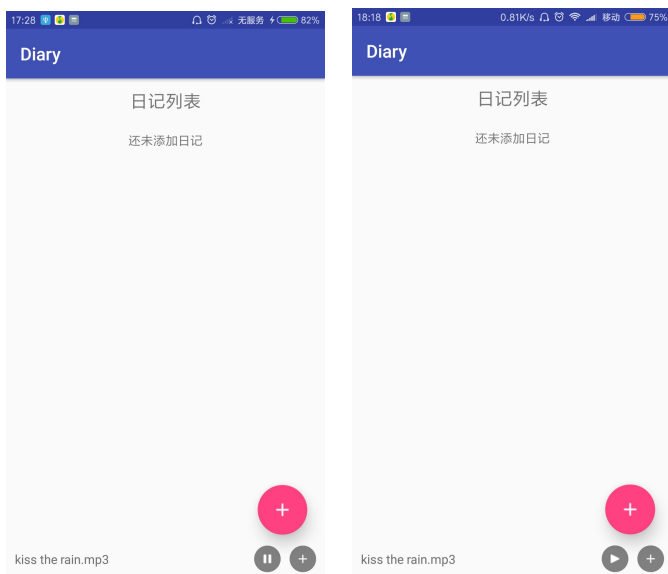 17:28 无服务 82%
Diary
日记列表
还未添加日记
kiss the rain.mp3
18:18 0.81K/s 移动 75%
Diary
日记列表
还未添加日记
kiss the rain.mp3